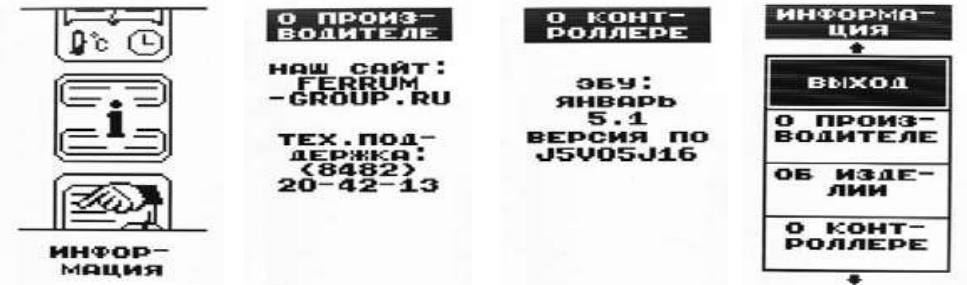 °C
i
ИНФОР-
МАЦИЯ
О ПРОИЗ-
ВОДИТЕЛЕ
НАШ САЙТ:
FERRUM
-GROUP.RU
ТЕХ.ПОД-
ДЕРЖКА:
(8482)
20-42-13
О КОНТ-
РОЛЛЕРЕ
ЭБУ:
ЯНВАРЬ
5.1
ВЕРСИЯ ПО
J5V05J16
ИНФОРМА-
ЦИЯ
ВЫХОД
О ПРОИЗ-
ВОДИТЕЛЕ
ОБ ИЗДЕ-
ЛИИ
О КОНТ-
РОЛЛЕРЕ